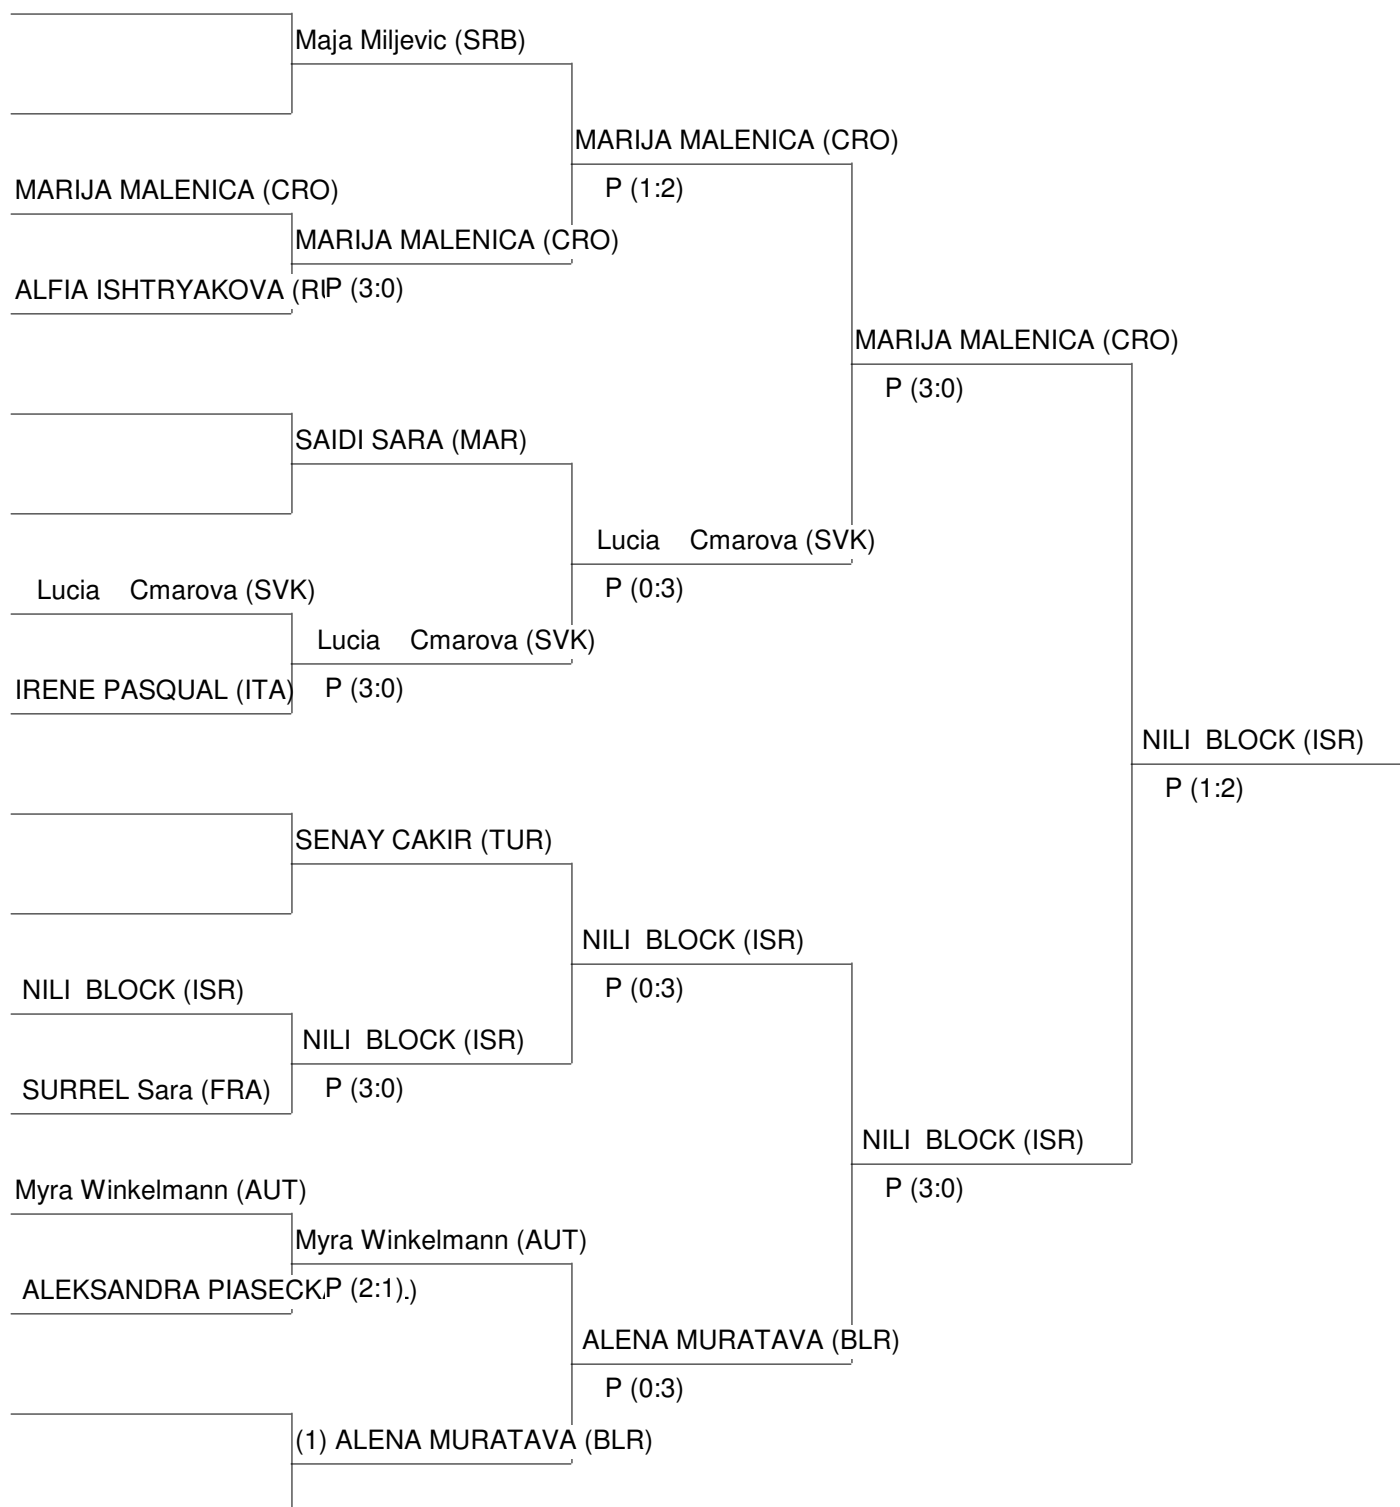 Maja Miljevic (SRB)
MARIJA MALENICA (CRO)
P (1:2)
MARIJA MALENICA (CRO)
MARIJA MALENICA (CRO)
ALFIA ISHTRYAKOVA
P (3:0)
MARIJA MALENICA (CRO)
P (3:0)
SAIDI SARA (MAR)
Lucia Cmarova (SVK)
P (0:3)
Lucia Cmarova (SVK)
Lucia Cmarova (SVK)
IRENE PASQUAL (ITA)
P (3:0)
NILI BLOCK (ISR)
P (1:2)
SENAY CAKIR (TUR)
NILI BLOCK (ISR)
P (0:3)
NILI BLOCK (ISR)
NILI BLOCK (ISR)
SURREL Sara (FRA)
P (3:0)
NILI BLOCK (ISR)
P (3:0)
Myra Winkelmann (AUT)
Myra Winkelmann (AUT)
ALEKSANDRA
P (2:1)
ALENA MURATAVA (BLR)
P (0:3)
(1) ALENA MURATAVA (BLR)